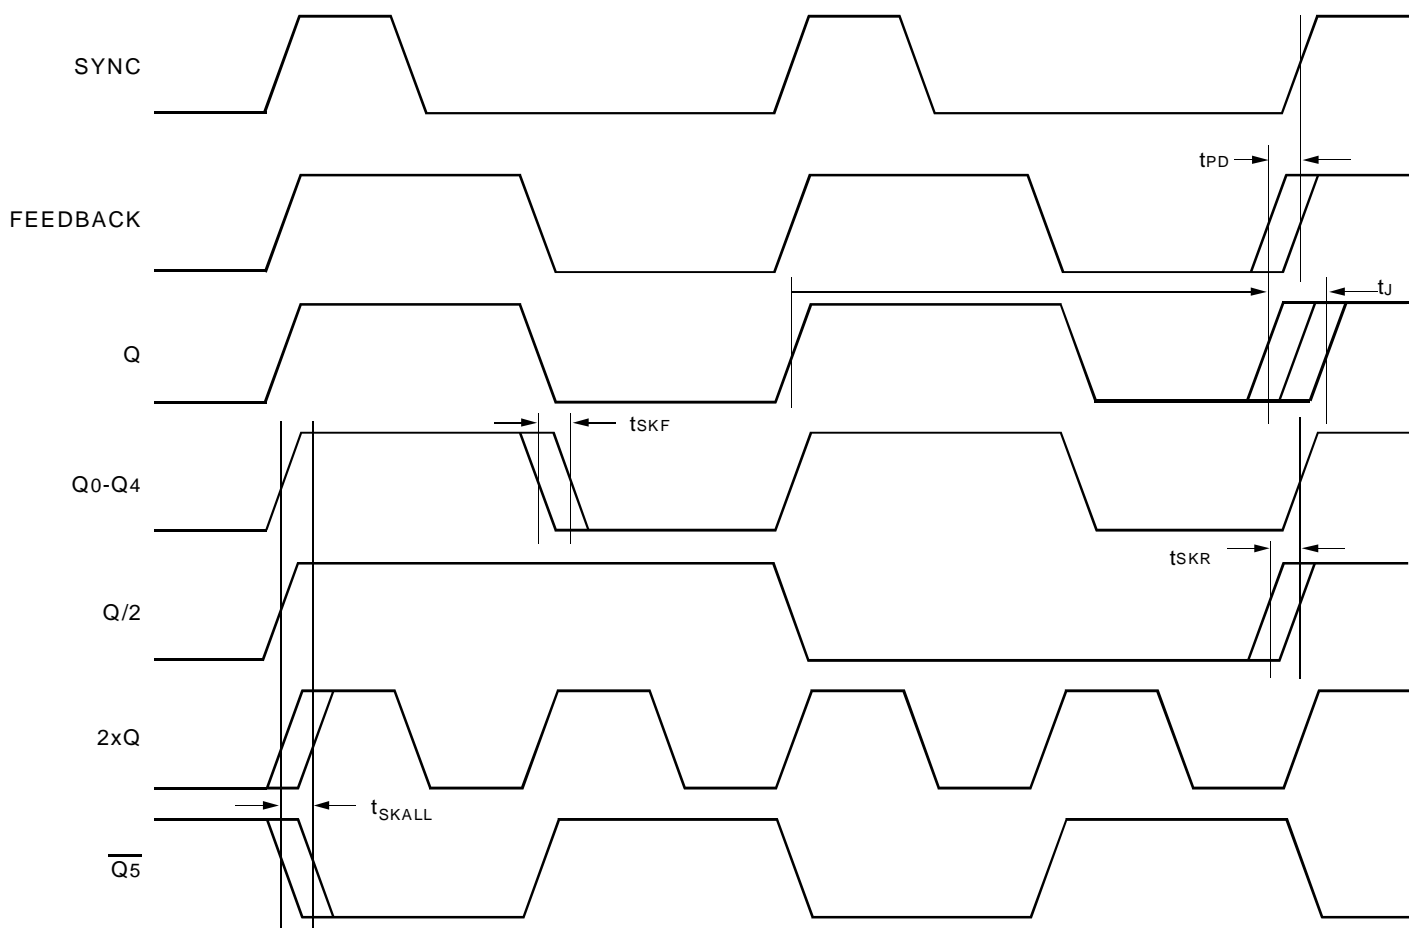 SYNC
tPD
FEEDBACK
tJ
Q
tSKF
Q0-Q4
tSKR
Q/2
2xQ
tSKALL
Q5